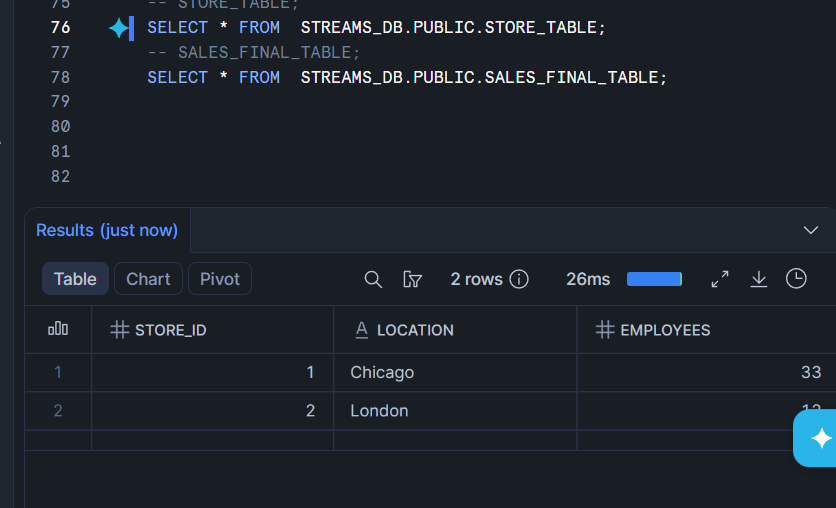 75 -- STORE_TABLE;
76 SELECT * FROM  STREAMS_DB.PUBLIC.STORE_TABLE;
77 -- SALES_FINAL_TABLE;
78 SELECT * FROM  STREAMS_DB.PUBLIC.SALES_FINAL_TABLE;
79
80
81
82
Results (just now)
Table Chart Pivot 2 rows 26ms
STORE_ID A LOCATION EMPLOYEES
1 1 Chicago 33
2 2 London